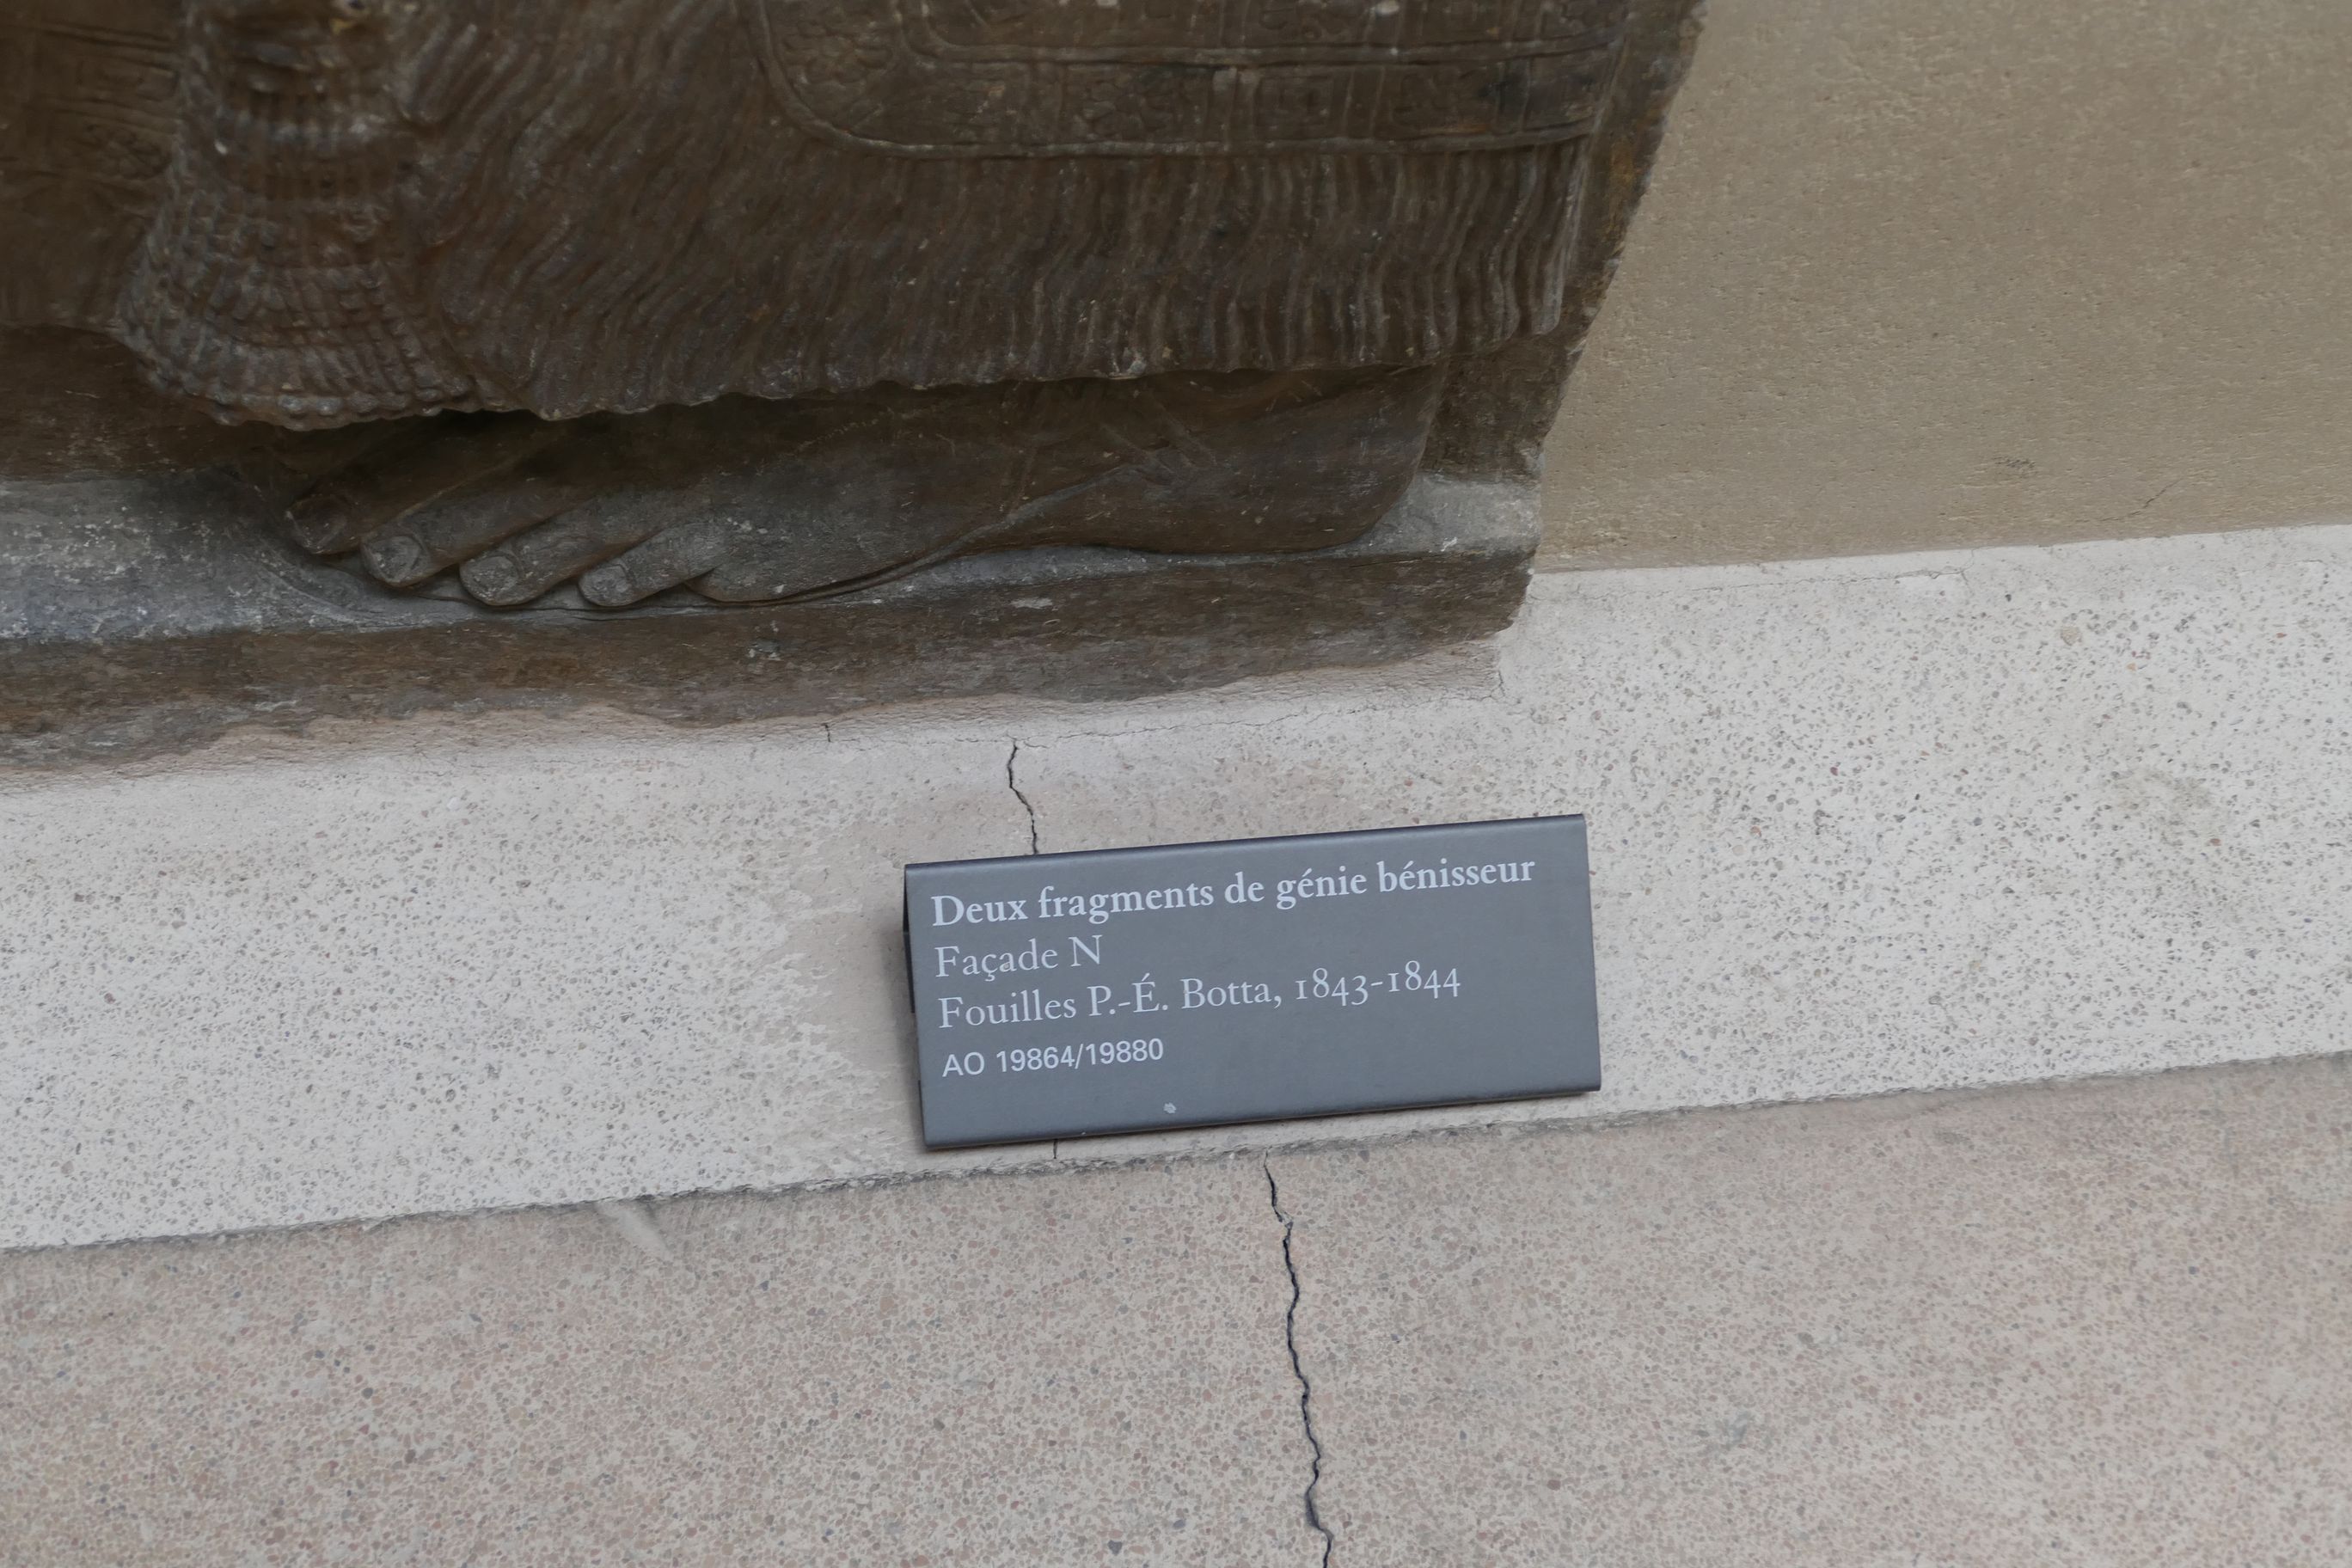 Deux fragments de génie bénisseur
Façade N
Fouilles P.-É. Botta, 1843-1844
AO 19864/19880